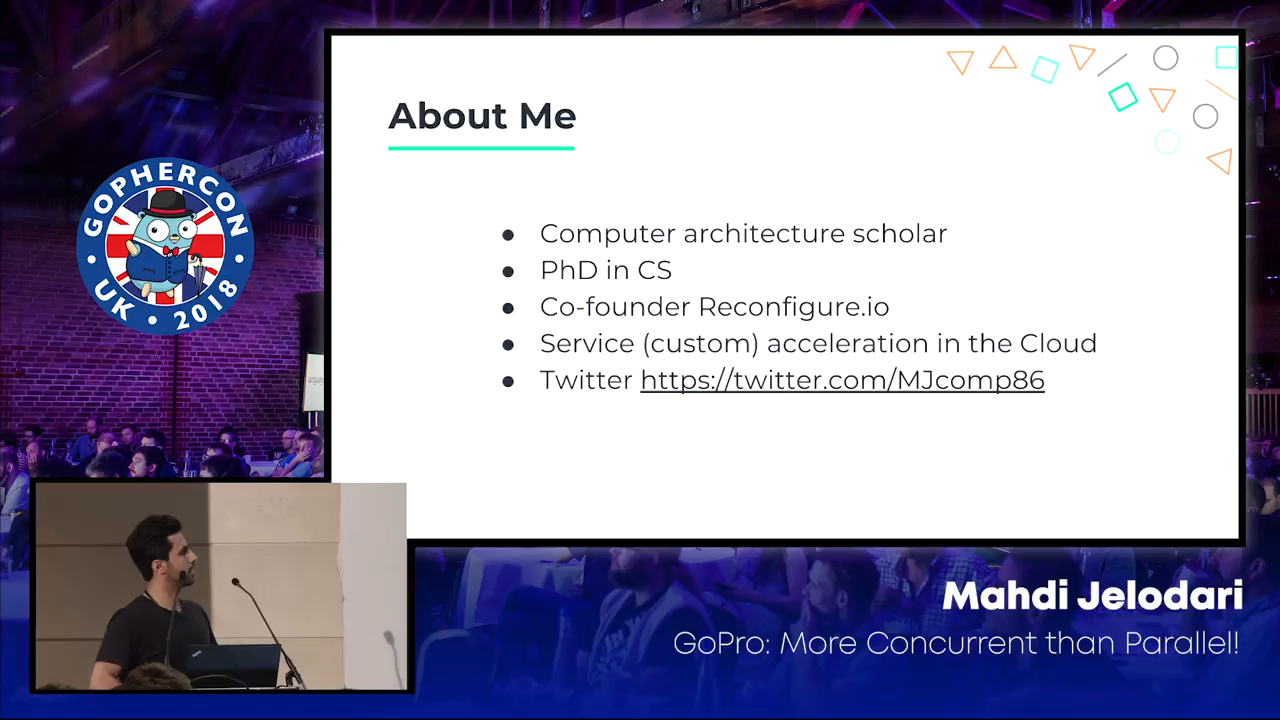 About Me
GOPHERCON
UK • 2018
● Computer architecture scholar
● PhD in CS
● Co-founder Reconfigure.io
● Service (custom) acceleration in the Cloud
● Twitter https://twitter.com/MJcomp86
Mahdi Jelodari
GoPro: More Concurrent than Parallel!